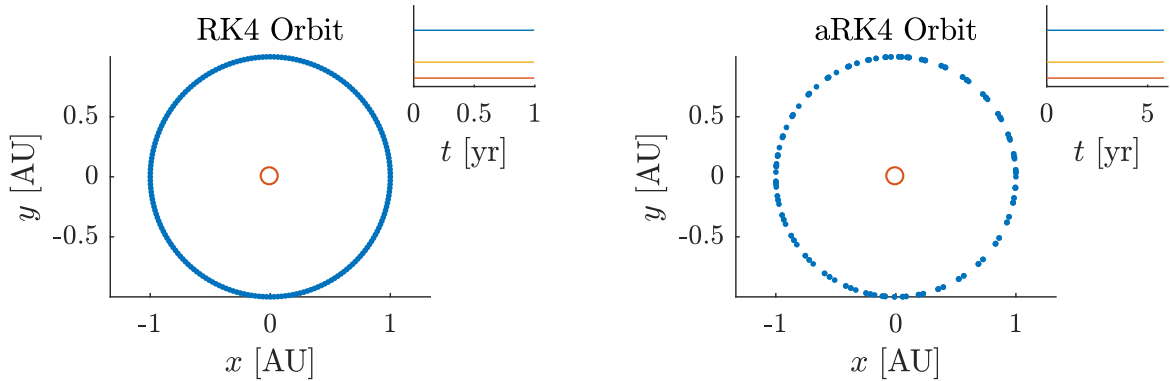 RK4 Orbit
0.5
0
-0.5
y [AU]
-1 0 1
x [AU]
0 0.5 1
t [yr]
aRK4 Orbit
0.5
0
-0.5
y [AU]
-1 0 1
x [AU]
0 5
t [yr]